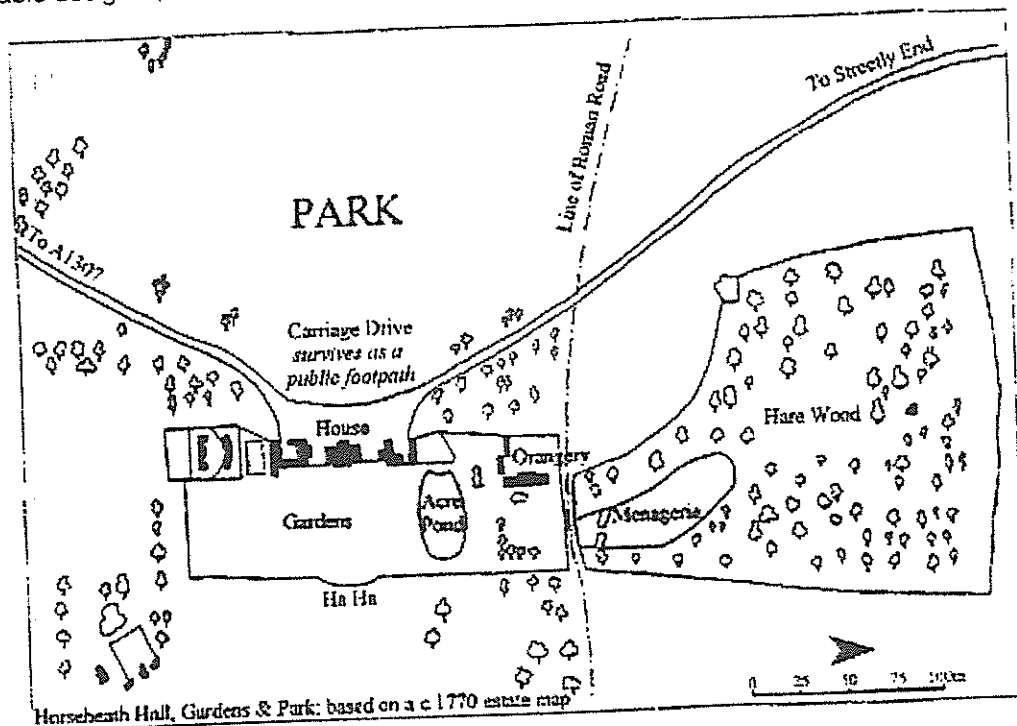 To Streetly End
Line of Roman Road
PARK
To A1307
Carriage Drive
survives as a
public footpath
House
Hare Wood
Orangery
Acre
Pond
Menagerie
Gardens
Ha Ha
0 25 50 75 100m
Horseheath Hall, Gardens & Park: based on a c 1770 estate map